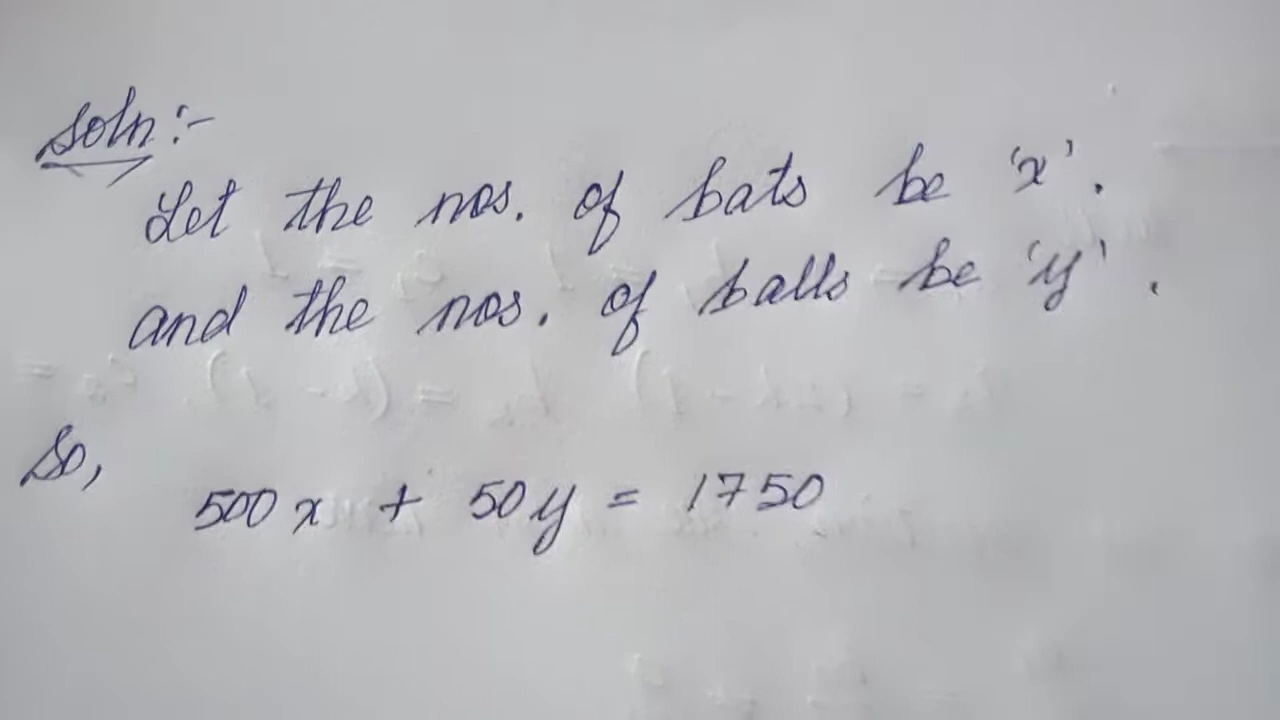 Soln:-
Let the nos. of bats be 'x'.
and the nos. of balls be 'y'.
So,
500x + 50y = 1750